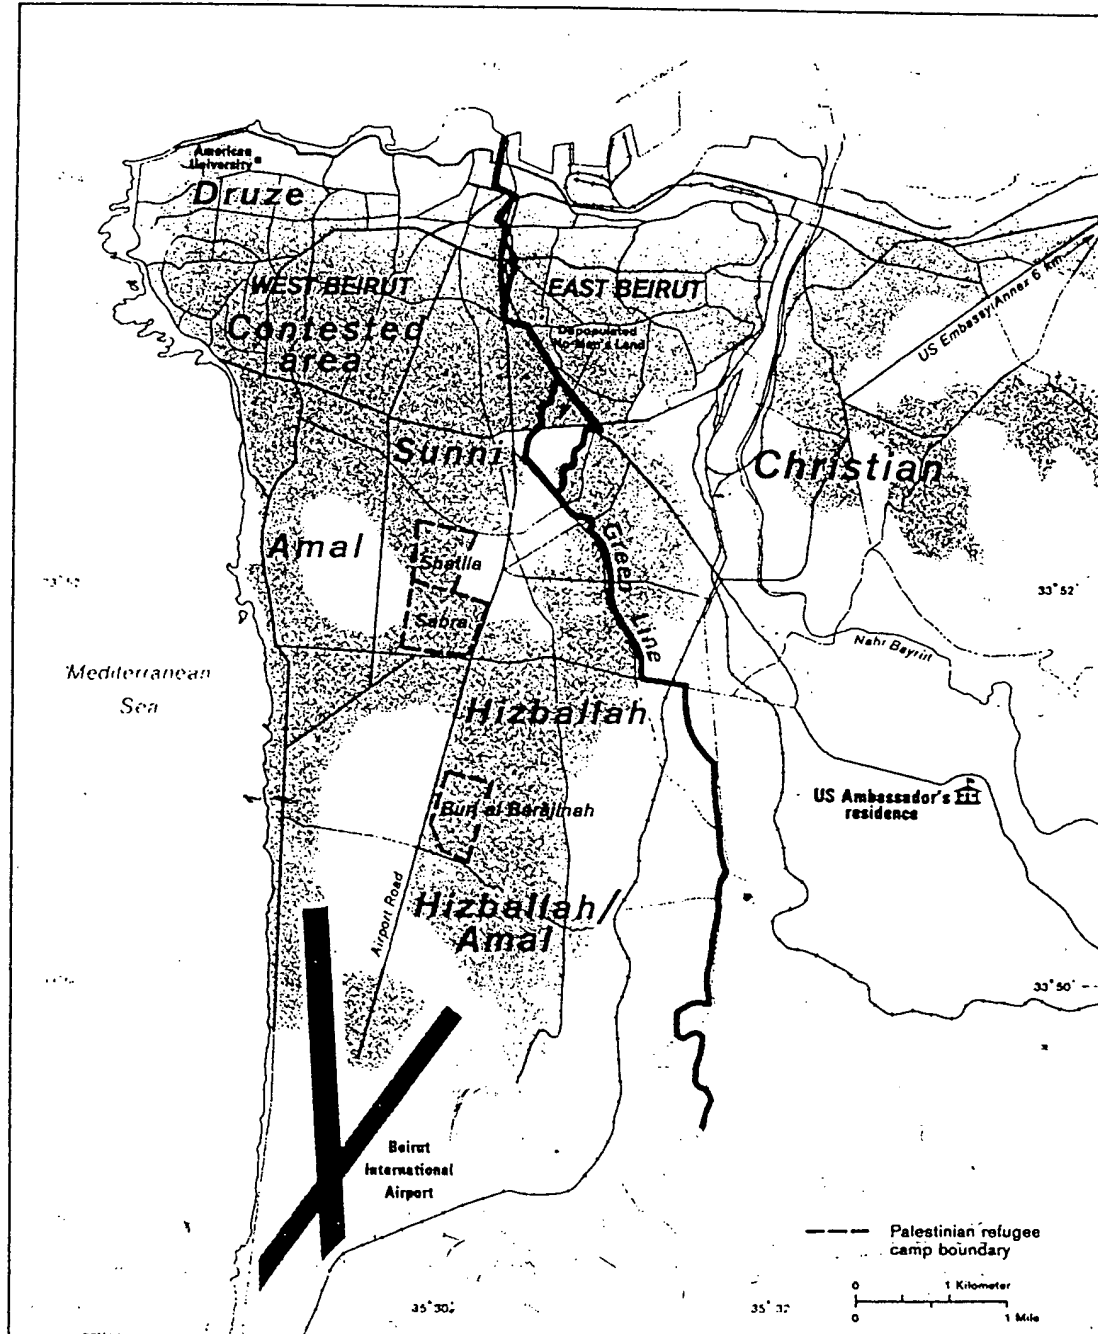 American
University
Druze
WEST BEIRUT
EAST BEIRUT
Contested
area
Depopulated
No-Man's Land
US Embassy Annex 6 Km.
Sunni
Christian
Amal
Shatila
Sabra
Green Line
33°52'
Nahr Bayrut
Mediterranean
Sea
Hizballah
US Ambassador's
residence
Burj al Barajinah
Airport Road
Hizballah/
Amal
33°50'
Beirut
International
Airport
Palestinian refugee
camp boundary
0 1 Kilometer
0 1 Mile
35°30'
35°32'